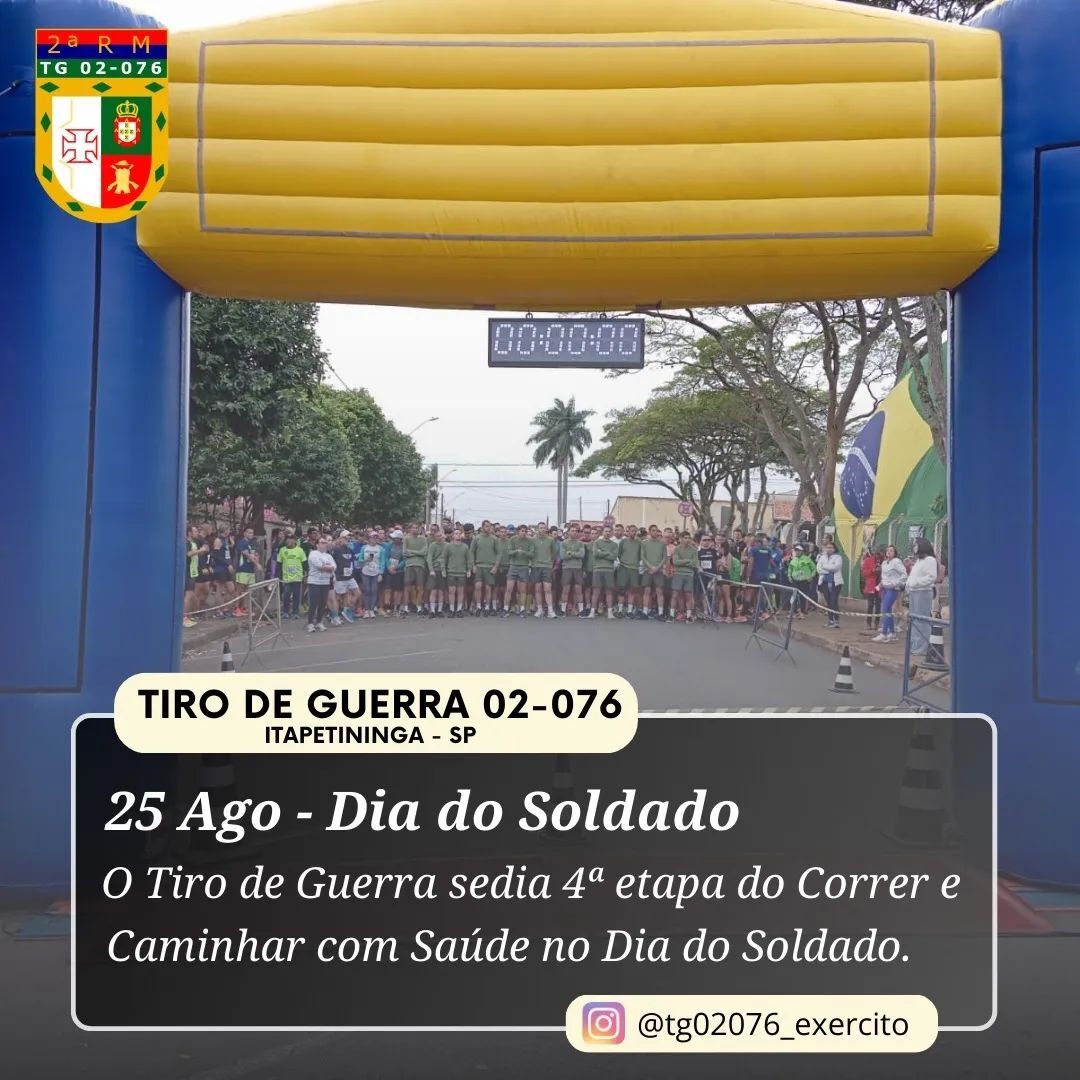 2ª R M
TG 02-076
00:00:00
TIRO DE GUERRA 02-076
ITAPETININGA - SP
25 Ago - Dia do Soldado
O Tiro de Guerra sedia 4ª etapa do Correr e
Caminhar com Saúde no Dia do Soldado.
@tg02076_exercito